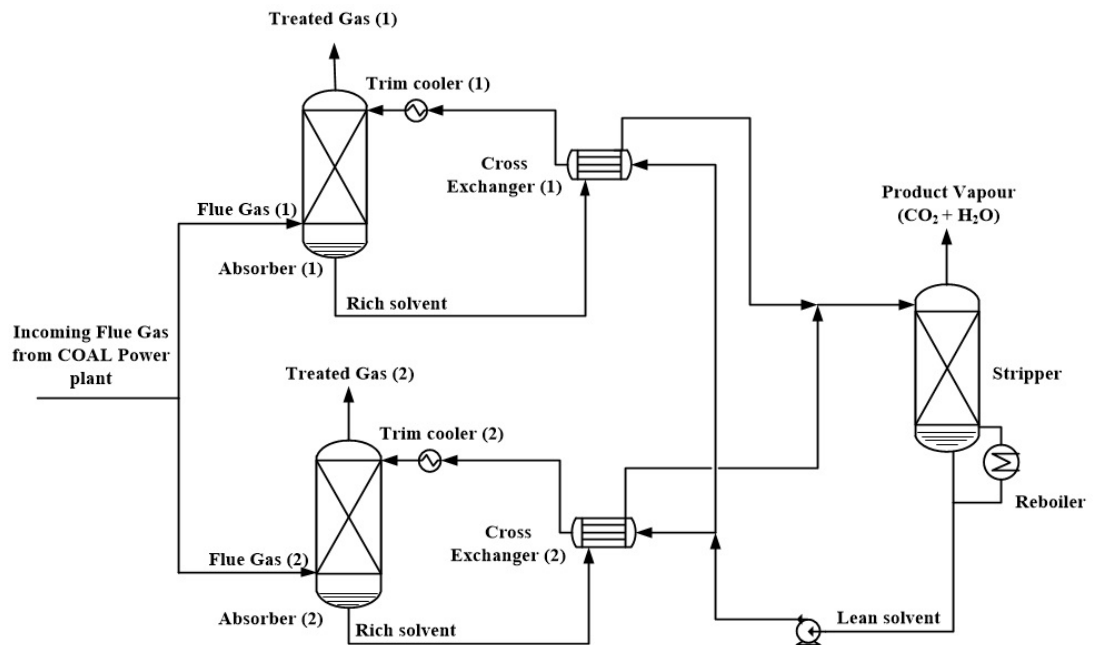 Treated Gas (1)
Trim cooler (1)
Cross
Exchanger (1)
Flue Gas (1)
Absorber (1)
Rich solvent
Product Vapour
(CO₂ + H₂O)
Incoming Flue Gas
from COAL Power
plant
Treated Gas (2)
Stripper
Trim cooler (2)
Reboiler
Cross
Exchanger (2)
Flue Gas (2)
Absorber (2)
Rich solvent
Lean solvent